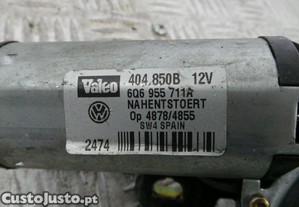 Valeo 404,850B 12V
6Q6 955 711A
NAHENTSTOERT
Op 4878/4855
SW4 SPAIN
2474
CustoJusto.pt